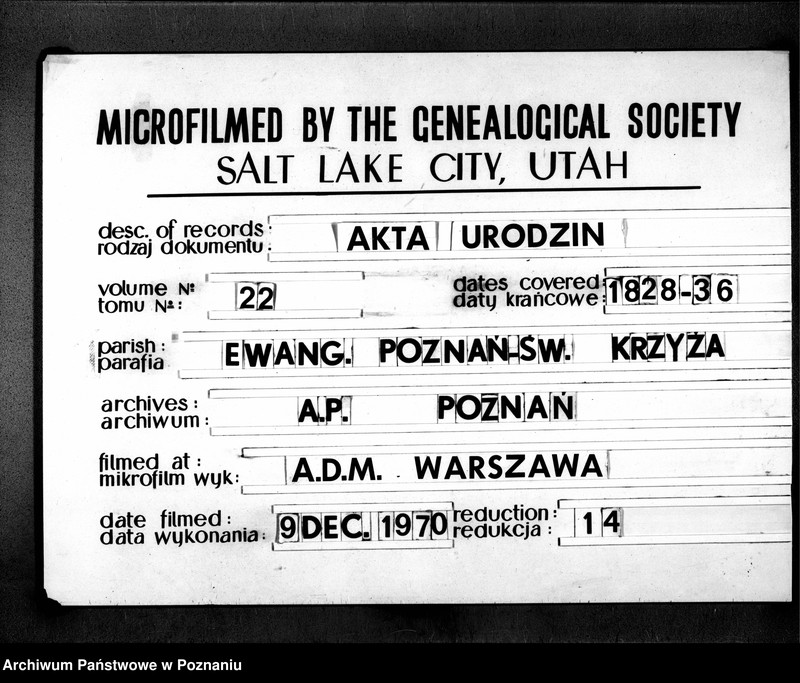 MICROFILMED BY THE GENEALOGICAL SOCIETY
SALT LAKE CITY, UTAH
desc. of records:
rodzaj dokumentu:
AKTA URODZIN
volume №
tomu №:
22
dates covered:
daty krańcowe:
1828-36
parish:
parafia
EWANG. POZNAŃ-ŚW. KRZYŻA
archives:
archiwum:
A.P. POZNAŃ
filmed at:
mikrofilm wyk:
A.D.M. WARSZAWA
date filmed:
data wykonania:
9 DEC. 1970
reduction:
redukcja:
14
Archiwum Państwowe w Poznaniu